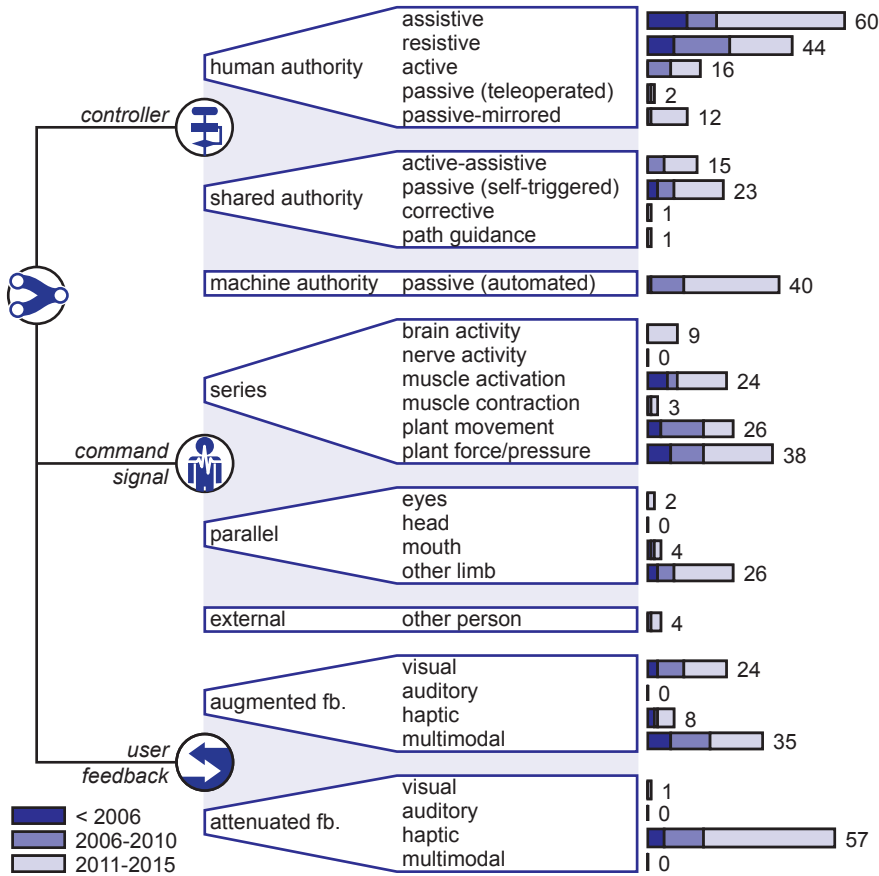 assistive 60
resistive 44
human authority active 16
passive (teleoperated) 2
controller passive-mirrored 12
active-assistive 15
shared authority passive (self-triggered) 23
corrective 1
path guidance 1
machine authority passive (automated) 40
brain activity 9
nerve activity 0
series muscle activation 24
muscle contraction 3
plant movement 26
command plant force/pressure 38
signal
eyes 2
parallel head 0
mouth 4
other limb 26
external other person 4
visual 24
augmented fb. auditory 0
haptic 8
user multimodal 35
feedback
visual 1
auditory 0
attenuated fb. haptic 57
multimodal 0
< 2006
2006-2010
2011-2015